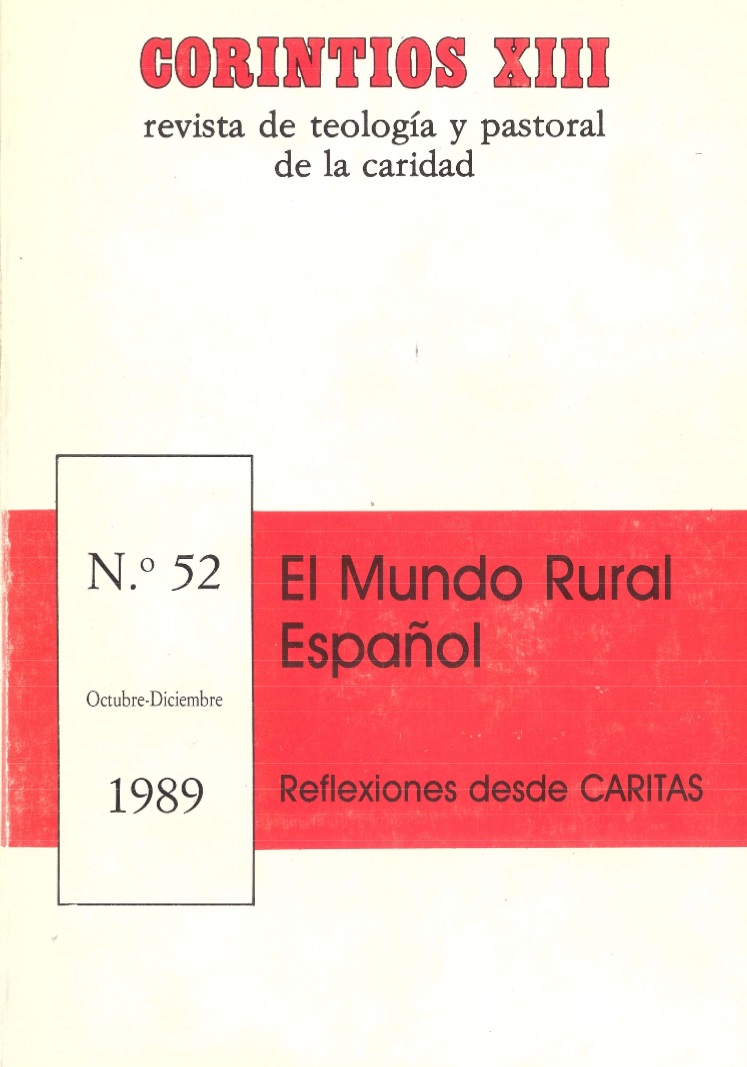 CORINTIOS XIII
revista de teología y pastoral
de la caridad
N.º 52
Octubre-Diciembre
1989
El Mundo Rural
Español
Reflexiones desde CARITAS